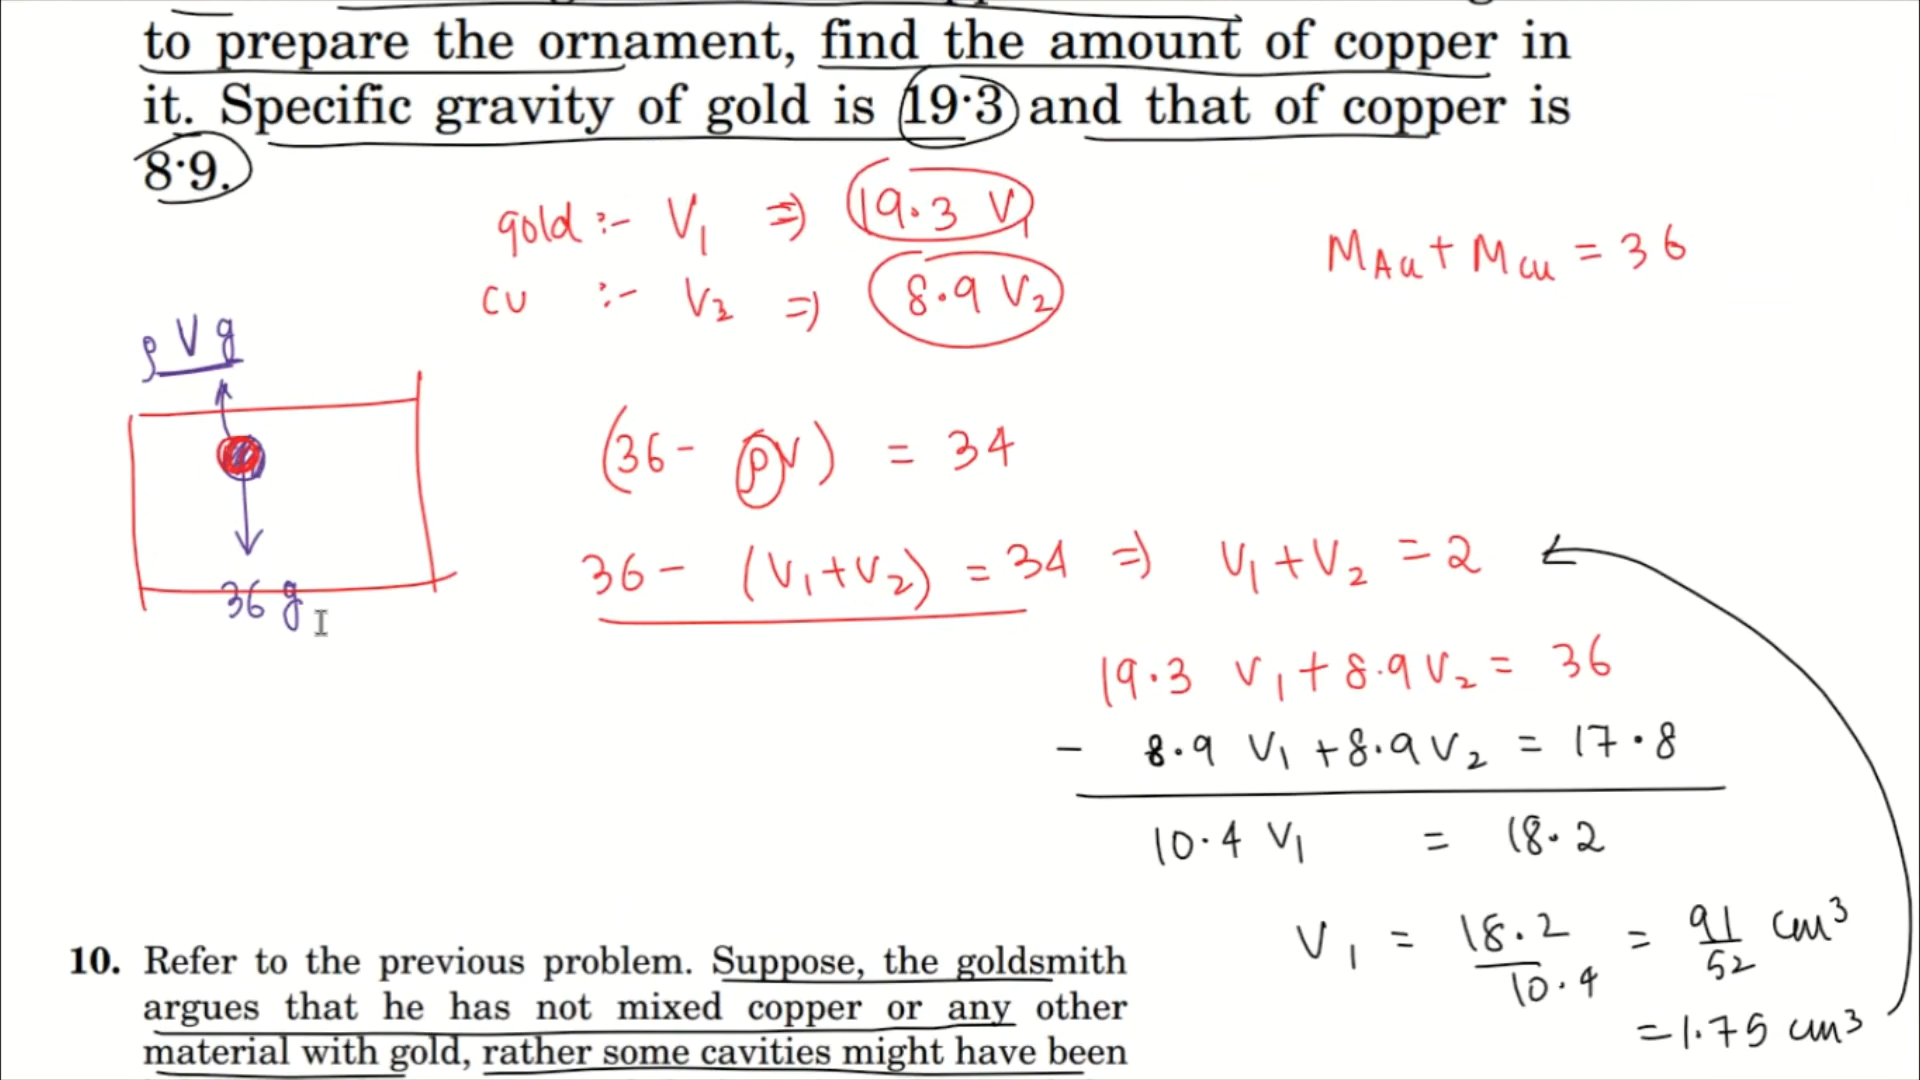 to prepare the ornament, find the amount of copper in
it. Specific gravity of gold is 19·3 and that of copper is
8·9.
gold :- V₁ ⇒ 19.3 V₁
cu :- V₂ ⇒ 8.9 V₂
M_Au + M_Cu = 36
ρVg
36 g
(36 - ρV) = 34
36 - (V₁+V₂) = 34 ⇒ V₁+V₂ = 2
19.3 V₁ + 8.9 V₂ = 36
- 8.9 V₁ + 8.9 V₂ = 17.8
10.4 V₁ = 18.2
V₁ = 18.2/10.4 = 91/52 cm³
= 1.75 cm³
10. Refer to the previous problem. Suppose, the goldsmith
argues that he has not mixed copper or any other
material with gold, rather some cavities might have been